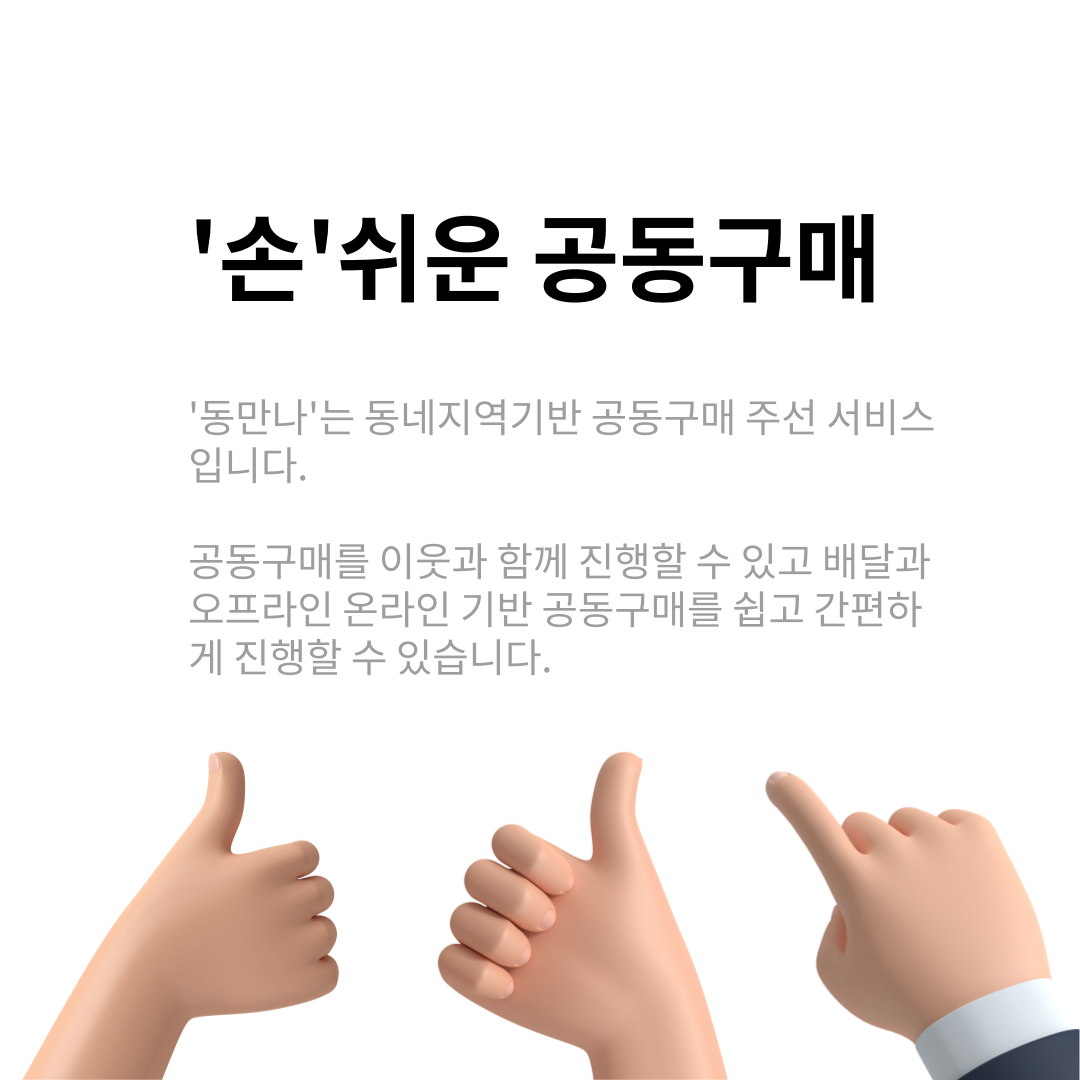 '손'쉬운 공동구매
'동만나'는 동네지역기반 공동구매 주선 서비스
입니다.
공동구매를 이웃과 함께 진행할 수 있고 배달과
오프라인 온라인 기반 공동구매를 쉽고 간편하
게 진행할 수 있습니다.